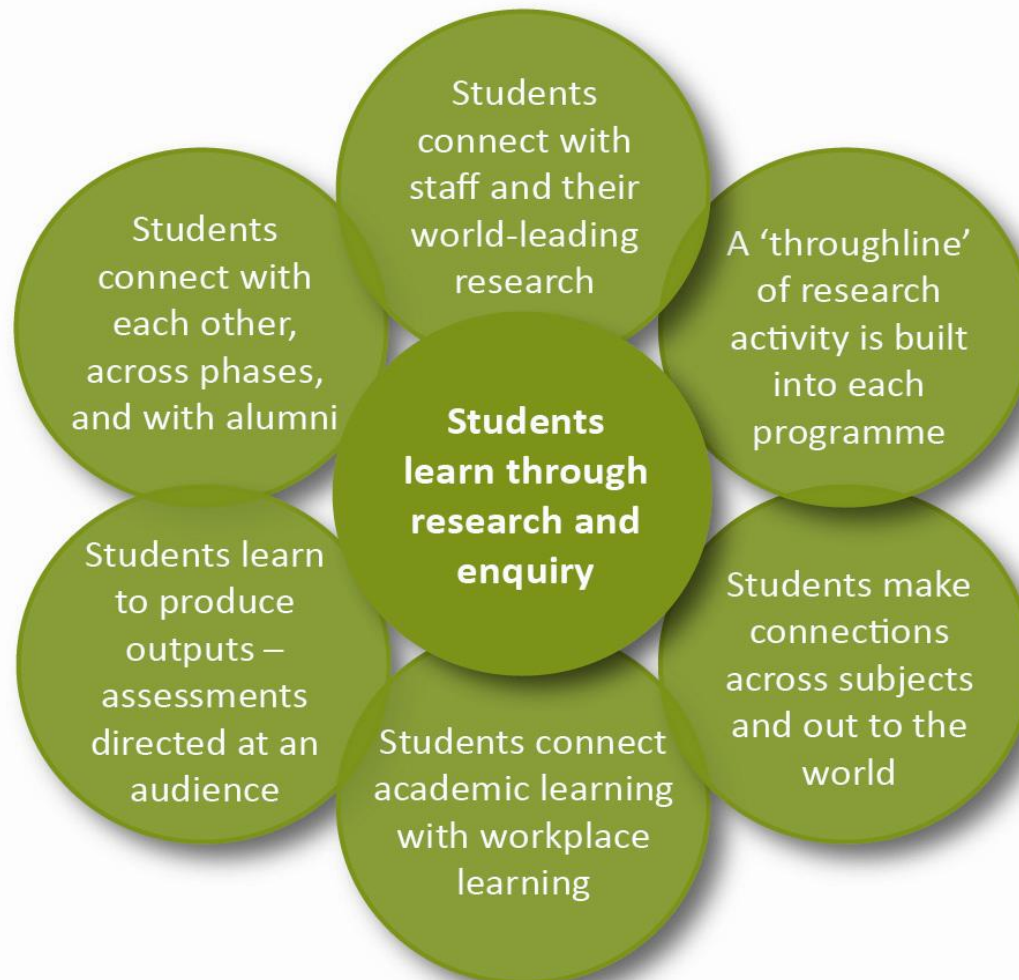 Students
connect with
staff and their
world-leading
research
A ‘throughline’
of research
activity is built
into each
programme
Students make
connections
across subjects
and out to the
world
Students connect
academic learning
with workplace
learning
Students learn
to produce
outputs –
assessments
directed at an
audience
Students
connect with
each other,
across phases,
and with alumni
Students
learn through
research and
enquiry